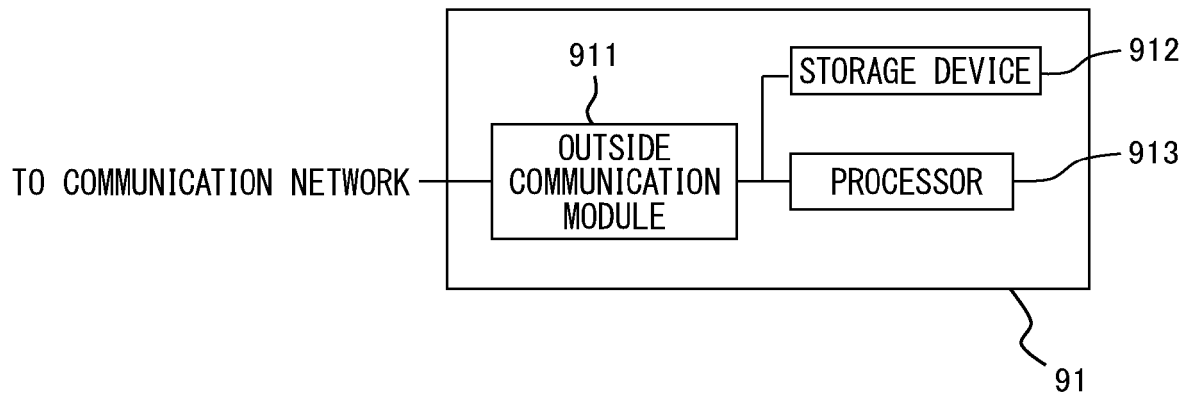 911
912
STORAGE DEVICE
OUTSIDE
COMMUNICATION
MODULE
913
PROCESSOR
TO COMMUNICATION NETWORK
91